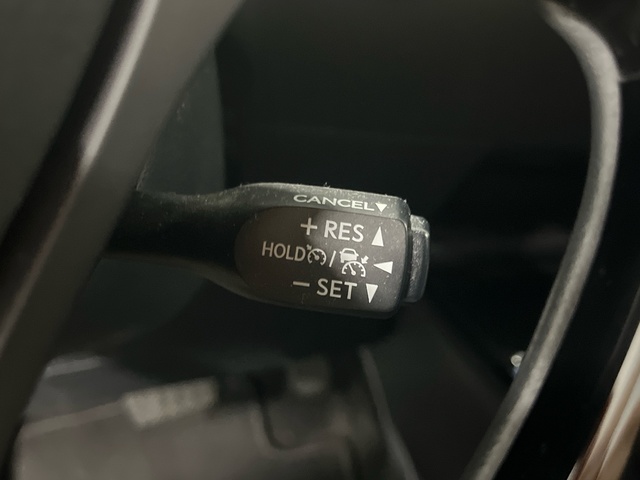 CANCEL▼
+ RES ▲
HOLD / ◀
− SET ▼